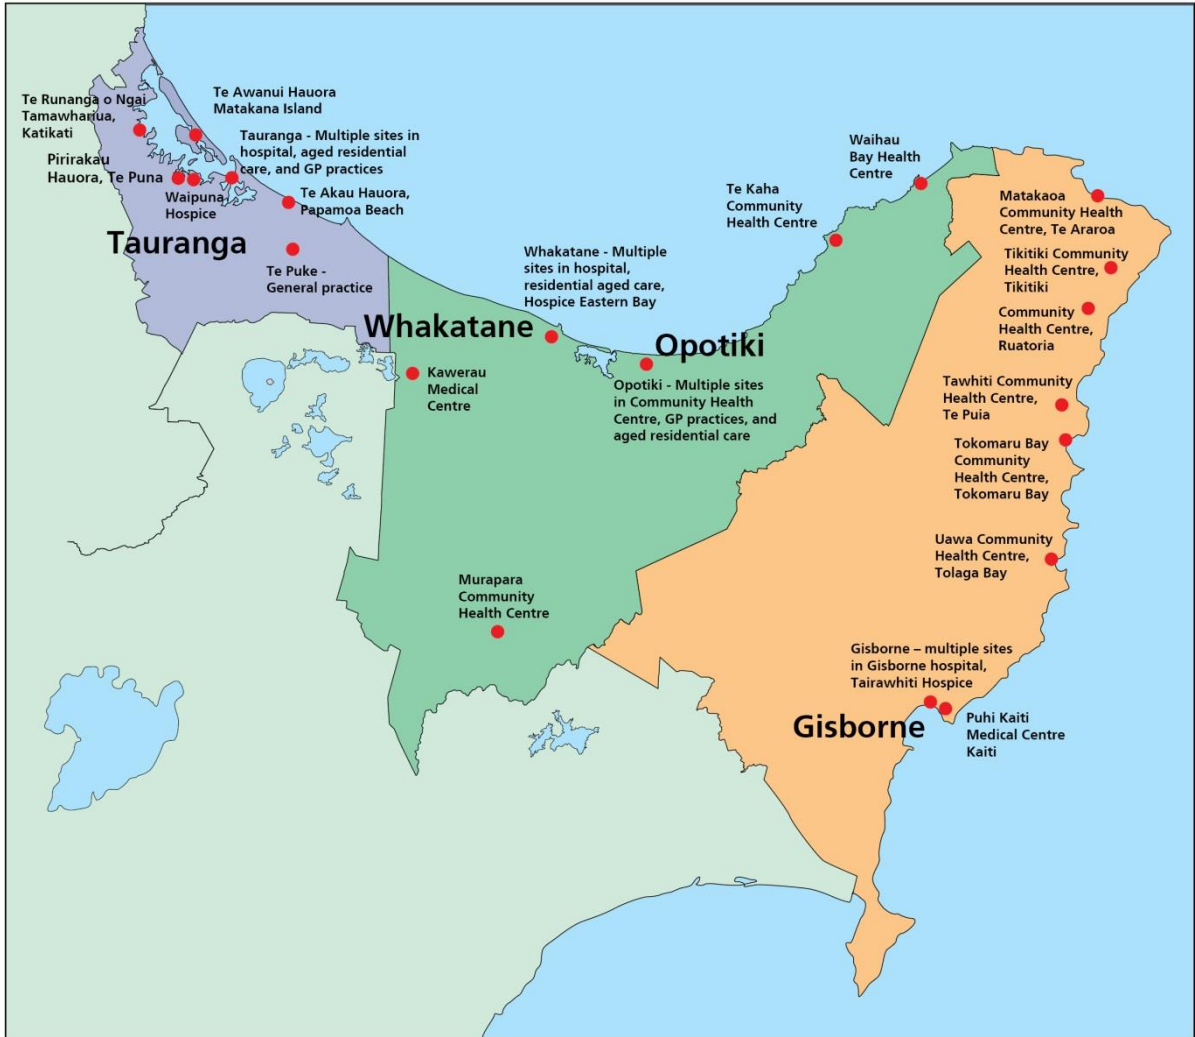 Te Runanga o Ngai
Tamawhariua,
Katikati
Te Awanui Hauora
Matakana Island
Tauranga - Multiple sites in
hospital, aged residential
care, and GP practices
Pirirakau
Hauora, Te Puna
Waipuna
Hospice
Te Akau Hauora,
Papamoa Beach
Tauranga
Te Puke -
General practice
Whakatane - Multiple
sites in hospital,
residential aged care,
Hospice Eastern Bay
Whakatane
Kawerau
Medical
Centre
Te Kaha
Community
Health Centre
Waihau
Bay Health
Centre
Opotiki
Opotiki - Multiple sites
in Community Health
Centre, GP practices, and
aged residential care
Murapara
Community
Health Centre
Matakaoa
Community Health
Centre, Te Araroa
Tikitiki Community
Health Centre,
Tikitiki
Community
Health Centre,
Ruatoria
Tawhiti Community
Health Centre,
Te Puia
Tokomaru Bay
Community
Health Centre,
Tokomaru Bay
Uawa Community
Health Centre,
Tolaga Bay
Gisborne – multiple sites
in Gisborne hospital,
Tairawhiti Hospice
Gisborne
Puhi Kaiti
Medical Centre
Kaiti